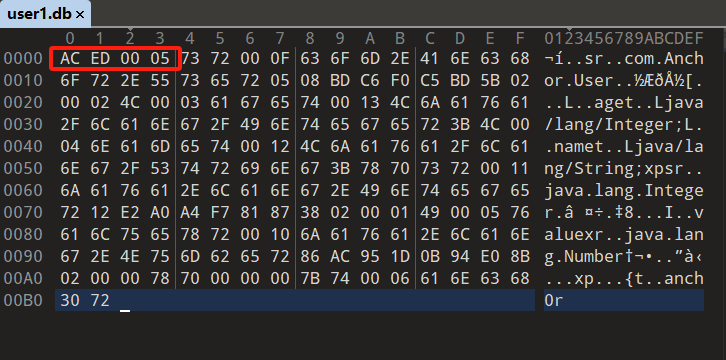 user1.db ×
0 1 2 3 4 5 6 7 8 9 A B C D E F 0123456789ABCDEF
0000 AC ED 00 05 73 72 00 0F 63 6F 6D 2E 41 6E 63 68 ¬í..sr..com.Anch
0010 6F 72 2E 55 73 65 72 05 08 BD C6 F0 C5 BD 5B 02 or.User..½ÆðÅ½[.
0020 00 02 4C 00 03 61 67 65 74 00 13 4C 6A 61 76 61 ..L..aget..Ljava
0030 2F 6C 61 6E 67 2F 49 6E 74 65 67 65 72 3B 4C 00 /lang/Integer;L.
0040 04 6E 61 6D 65 74 00 12 4C 6A 61 76 61 2F 6C 61 .namet..Ljava/la
0050 6E 67 2F 53 74 72 69 6E 67 3B 78 70 73 72 00 11 ng/String;xpsr..
0060 6A 61 76 61 2E 6C 61 6E 67 2E 49 6E 74 65 67 65 java.lang.Intege
0070 72 12 E2 A0 A4 F7 81 87 38 02 00 01 49 00 05 76 r.â ¤÷.‡8...I..v
0080 61 6C 75 65 78 72 00 10 6A 61 76 61 2E 6C 61 6E aluexr..java.lan
0090 67 2E 4E 75 6D 62 65 72 86 AC 95 1D 0B 94 E0 8B g.Number†¬•..”à‹
00A0 02 00 00 78 70 00 00 00 7B 74 00 06 61 6E 63 68 ...xp...{t..anch
00B0 30 72 0r